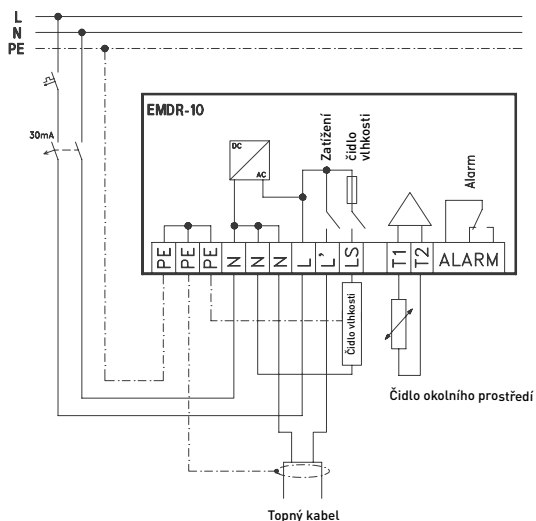 L
N
PE
EMDR-10
30mA
DC
AC
Zatížení
čidlo
vlhkosti
Alarm
PE
PE
PE
N
N
N
L
L'
LS
T1
T2
ALARM
Čidlo vlhkosti
Čidlo okolního prostředí
Topný kabel